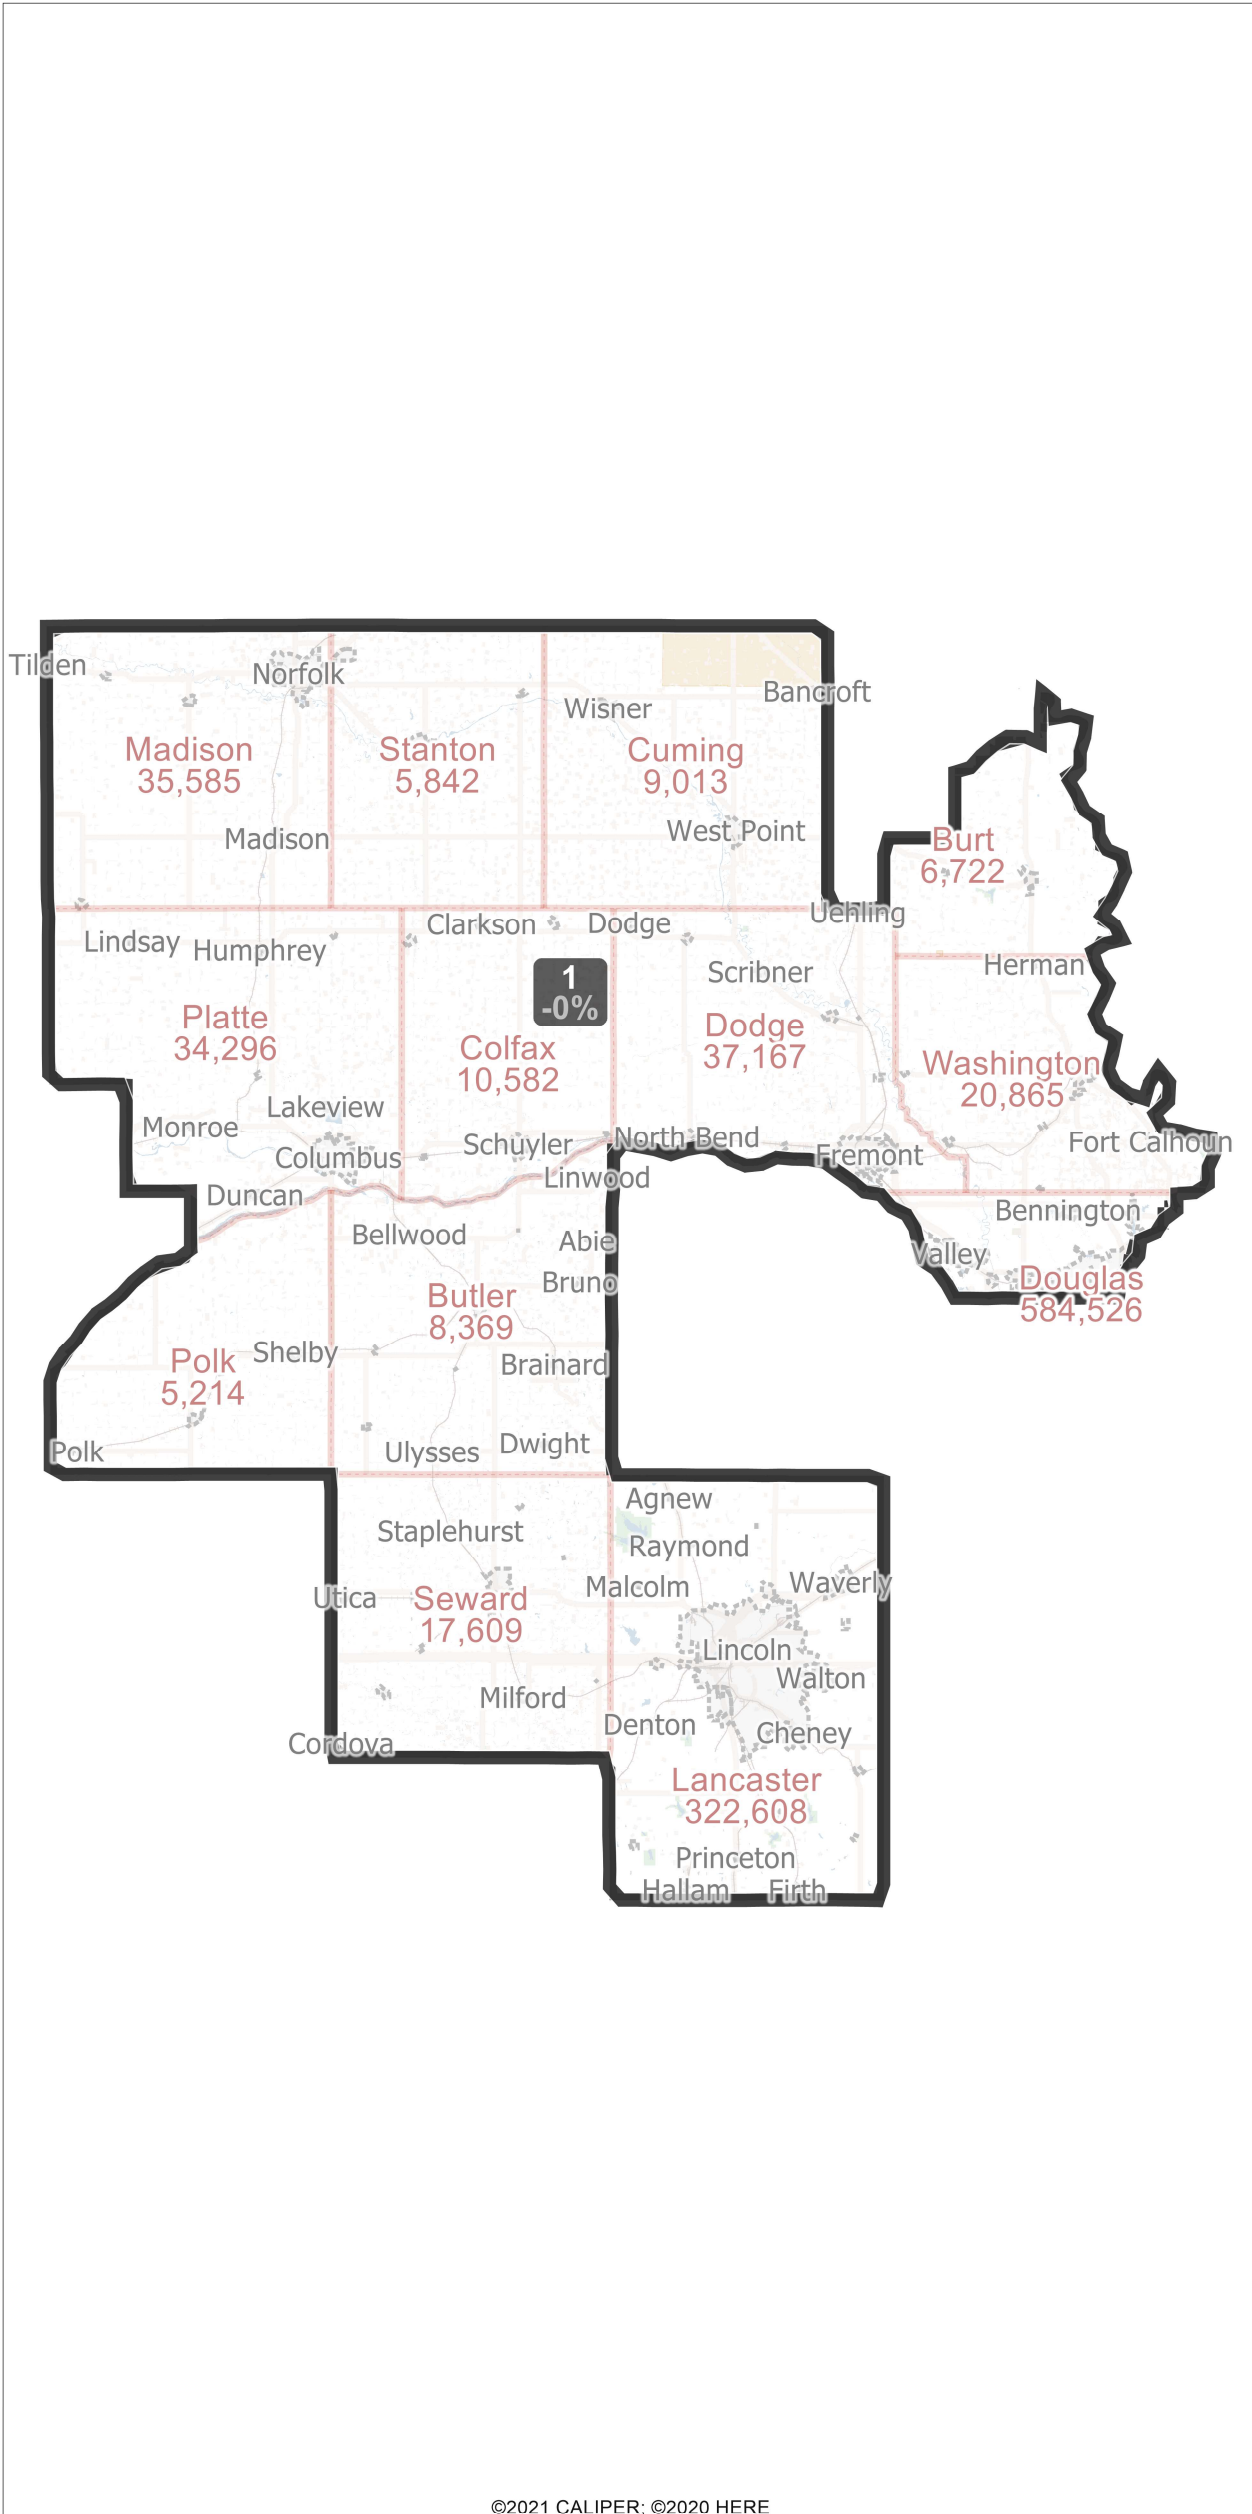 Tilden
Norfolk
Bancroft
Wisner
Madison
35,585
Stanton
5,842
Cuming
9,013
Madison
West Point
Burt
6,722
Uehling
Clarkson
Dodge
Lindsay
Humphrey
Scribner
Herman
1
-0%
Platte
34,296
Colfax
10,582
Dodge
37,167
Washington
20,865
Lakeview
Monroe
Columbus
Schuyler
North Bend
Fremont
Fort Calhoun
Linwood
Duncan
Bellwood
Abie
Bennington
Valley
Bruno
Douglas
584,526
Butler
8,369
Shelby
Polk
5,214
Brainard
Polk
Ulysses
Dwight
Agnew
Staplehurst
Raymond
Malcolm
Waverly
Utica
Seward
17,609
Lincoln
Walton
Milford
Denton
Cheney
Cordova
Lancaster
322,608
Princeton
Hallam
Firth
©2021 CALIPER; ©2020 HERE